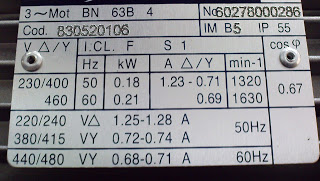 3~Mot BN 63B 4 No 60278000286
Cod. 830520106 IM B5 IP 55
V △/Y I.CL. F S 1 cos φ
Hz kW A △/Y min-1
230/400 50 0.18 1.23 - 0.71 1320 0.67
460 60 0.21 0.69 1630
220/240 V△ 1.25-1.28 A
380/415 VY 0.72-0.74 A 50Hz
440/480 VY 0.68-0.71 A 60Hz